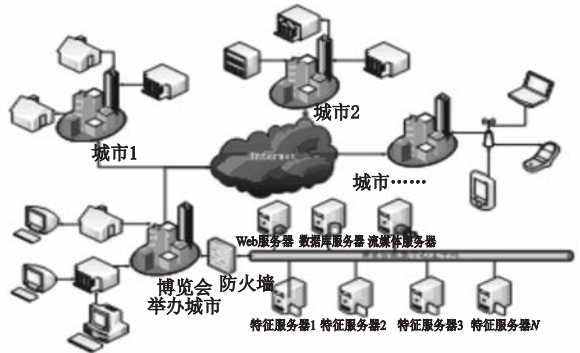 城市1
城市2
Internet
城市……
Web服务器 数据库服务器 流媒体服务器
博览会
举办城市
防火墙
特征服务器1 特征服务器2 特征服务器3 特征服务器N